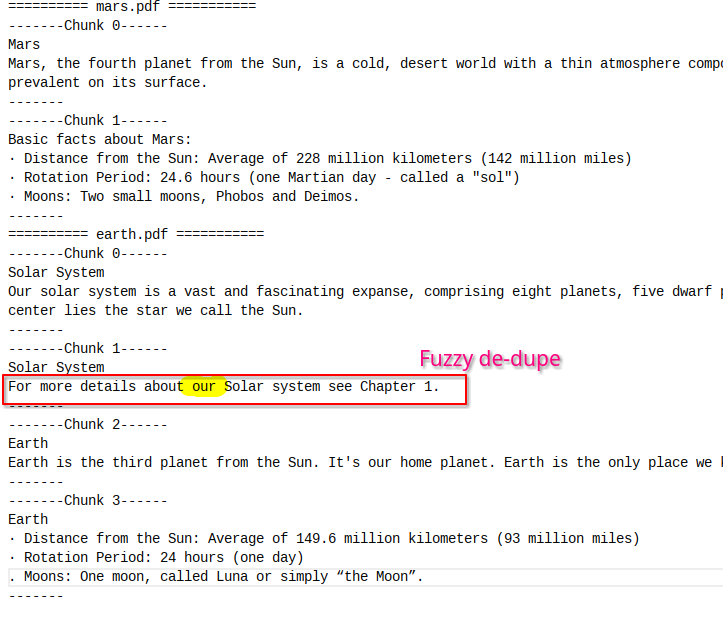 ========== mars.pdf ===========
-------Chunk 0------
Mars
Mars, the fourth planet from the Sun, is a cold, desert world with a thin atmosphere
prevalent on its surface.
-------
-------Chunk 1------
Basic facts about Mars:
· Distance from the Sun: Average of 228 million kilometers (142 million miles)
· Rotation Period: 24.6 hours (one Martian day - called a "sol")
· Moons: Two small moons, Phobos and Deimos.
-------
========== earth.pdf ===========
-------Chunk 0------
Solar System
Our solar system is a vast and fascinating expanse, comprising eight planets, five dwarf
center lies the star we call the Sun.
-------
-------Chunk 1------
Fuzzy de-dupe
Solar System
For more details about our Solar system see Chapter 1.
-------
-------Chunk 2------
Earth
Earth is the third planet from the Sun. It's our home planet. Earth is the only place we
-------
-------Chunk 3------
Earth
· Distance from the Sun: Average of 149.6 million kilometers (93 million miles)
· Rotation Period: 24 hours (one day)
. Moons: One moon, called Luna or simply “the Moon”.
-------